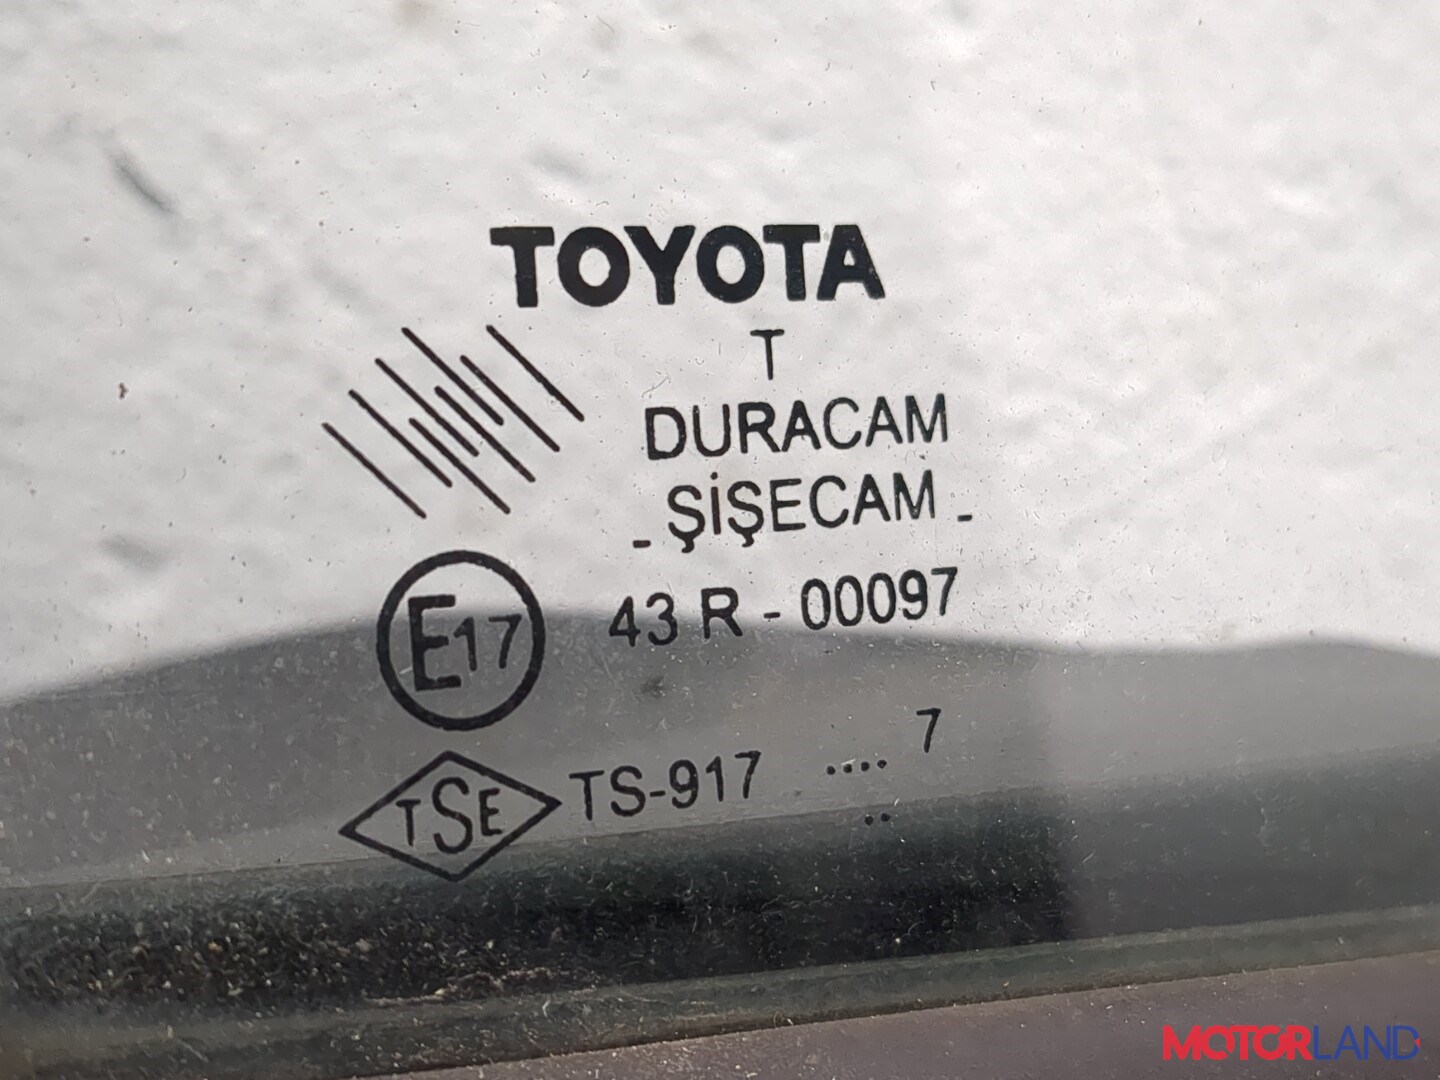 TOYOTA
T
DURACAM
- ŞİŞECAM -
E17 43 R - 00097
TSE TS-917 .... 7
..
MOTORLAND